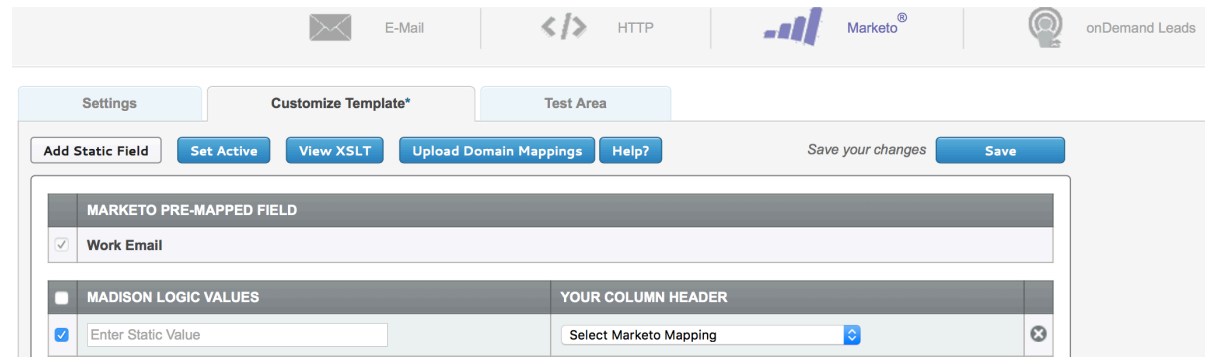 E-Mail
HTTP
Marketo®
onDemand Leads
Settings
Customize Template*
Test Area
Add Static Field
Set Active
View XSLT
Upload Domain Mappings
Help?
Save your changes
Save
MARKETO PRE-MAPPED FIELD
Work Email
MADISON LOGIC VALUES
YOUR COLUMN HEADER
Enter Static Value
Select Marketo Mapping